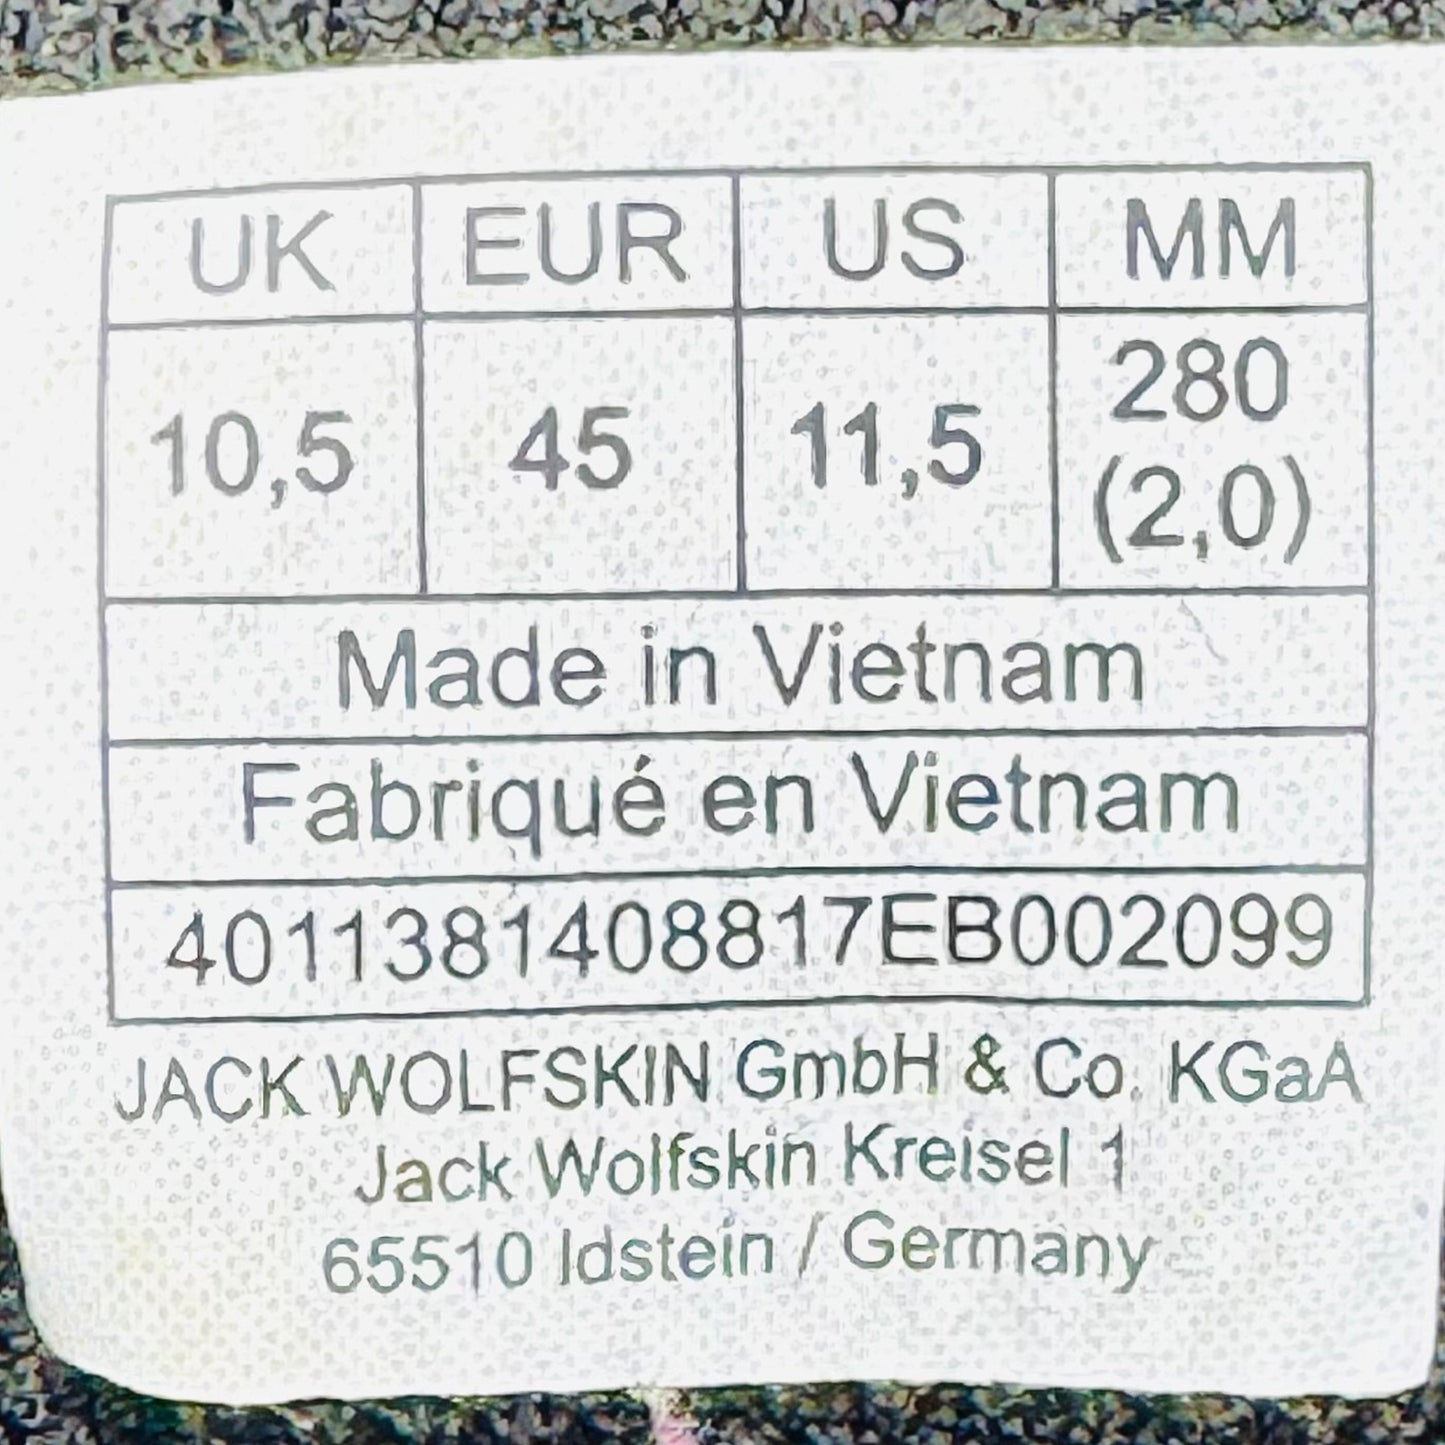 UK EUR US MM
10,5 45 11,5 280
(2,0)
Made in Vietnam
Fabriqué en Vietnam
4011381408817EB002099
JACK WOLFSKIN GmbH & Co. KGaA
Jack Wolfskin Kreisel 1
65510 Idstein / Germany